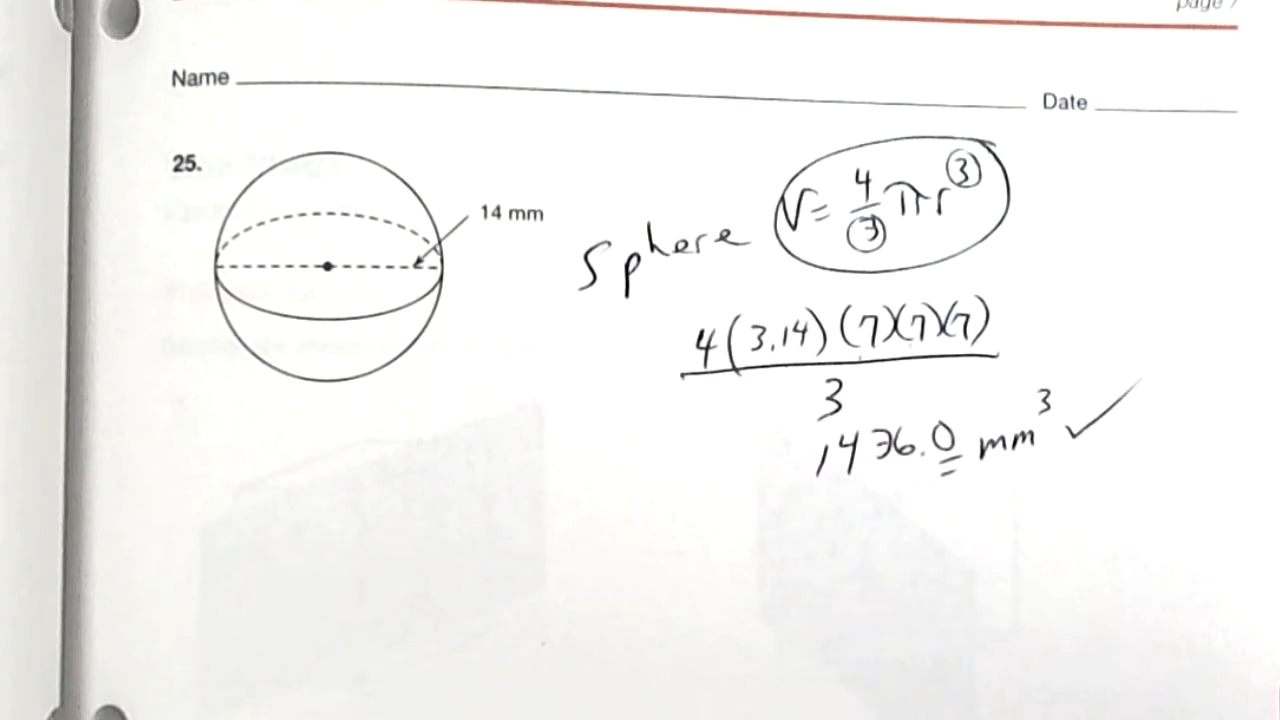 page 7
Name Date
25.
14 mm
Sphere V = 4/3 πr³
4(3.14)(7)(7)(7)
3
1436.0 mm³ ✓